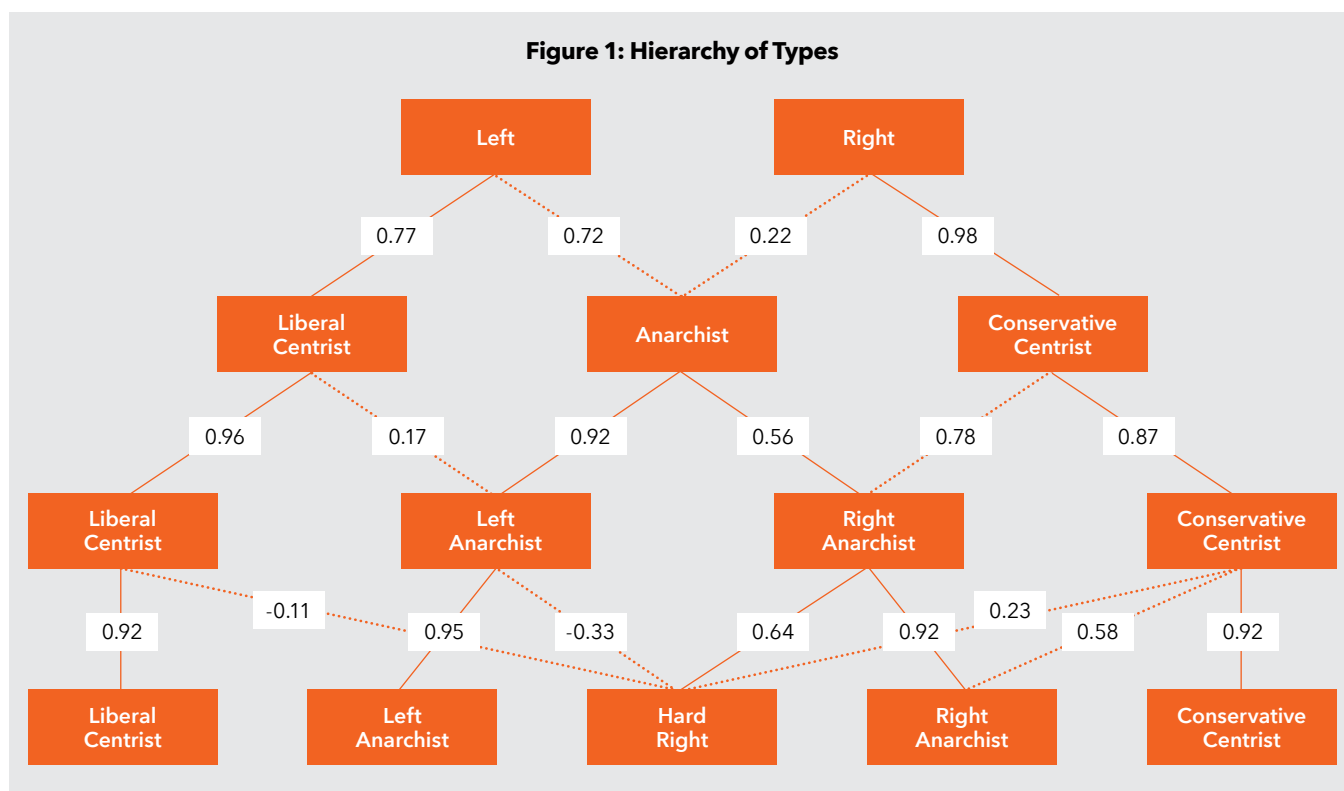 Figure 1: Hierarchy of Types
Left
Right
0.77
0.72
0.22
0.98
Liberal
Centrist
Anarchist
Conservative
Centrist
0.96
0.17
0.92
0.56
0.78
0.87
Liberal
Centrist
Left
Anarchist
Right
Anarchist
Conservative
Centrist
-0.11
0.23
0.92
0.95
-0.33
0.64
0.92
0.58
0.92
Liberal
Centrist
Left
Anarchist
Hard
Right
Right
Anarchist
Conservative
Centrist